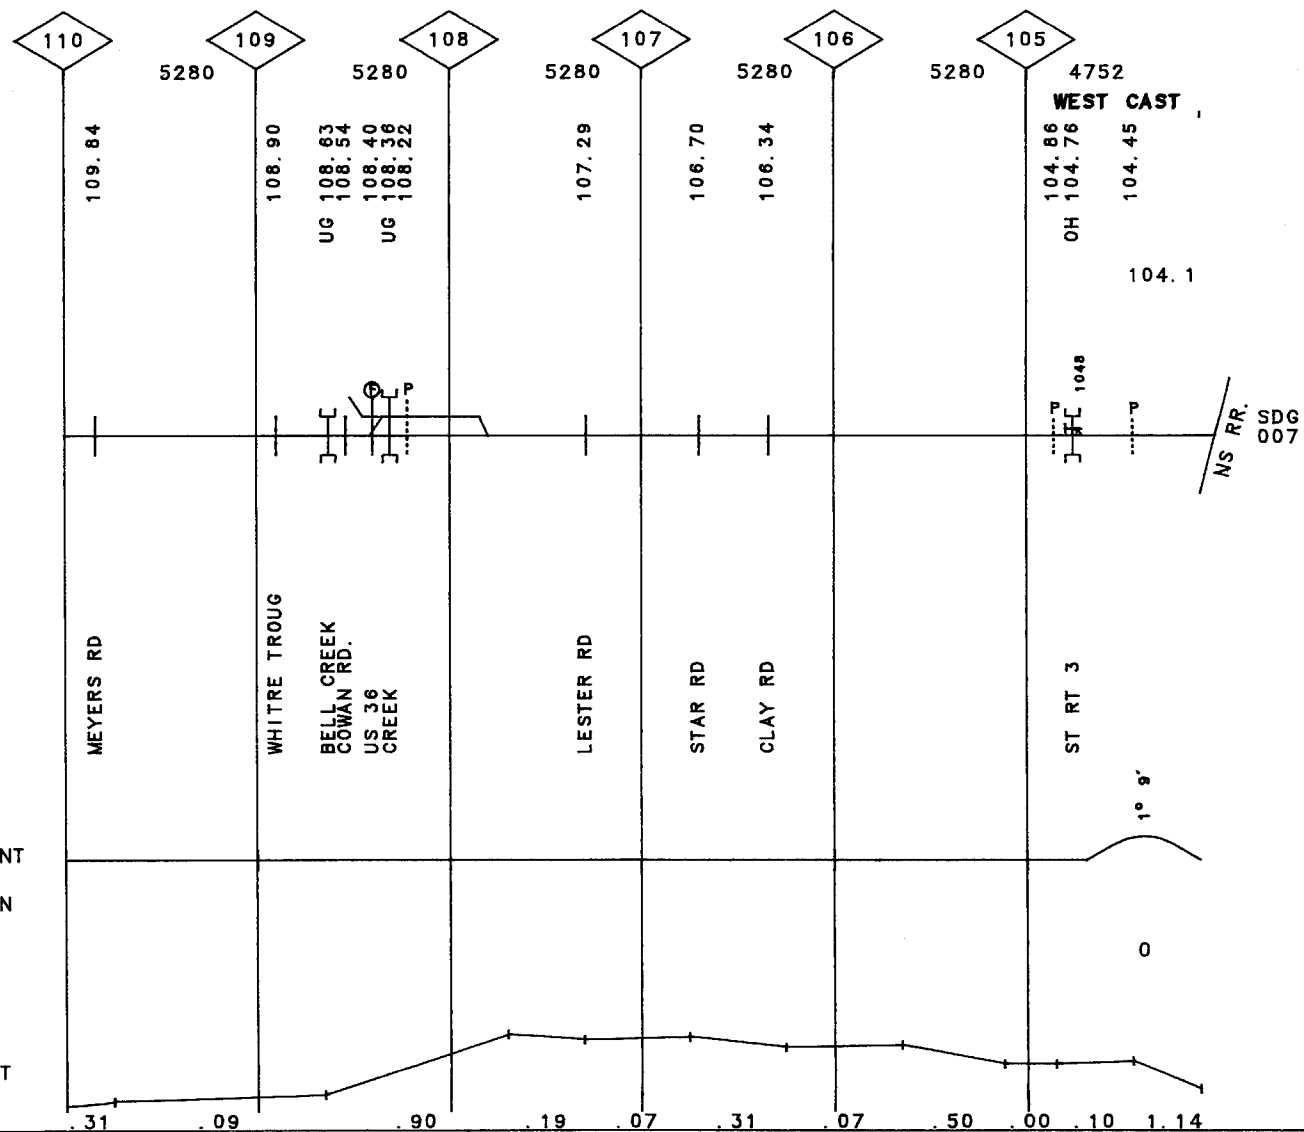 110 109 108 107 106 105
5280 5280 5280 5280 5280 4752
WEST CAST
109.84
108.90
UG 108.63
108.54
108.40
UG 108.36
108.22
107.29
106.70
106.34
104.86
OH 104.76
104.45
104.1
F
P
P
1048
P
NS RR.
SDG
007
MEYERS RD
WHITRE TROUG
BELL CREEK
COWAN RD.
US 36
CREEK
LESTER RD
STAR RD
CLAY RD
ST RT 3
1° 9'
NT
N
0
T
.31 .09 .90 .19 .07 .31 .07 .50 .00 .10 1.14